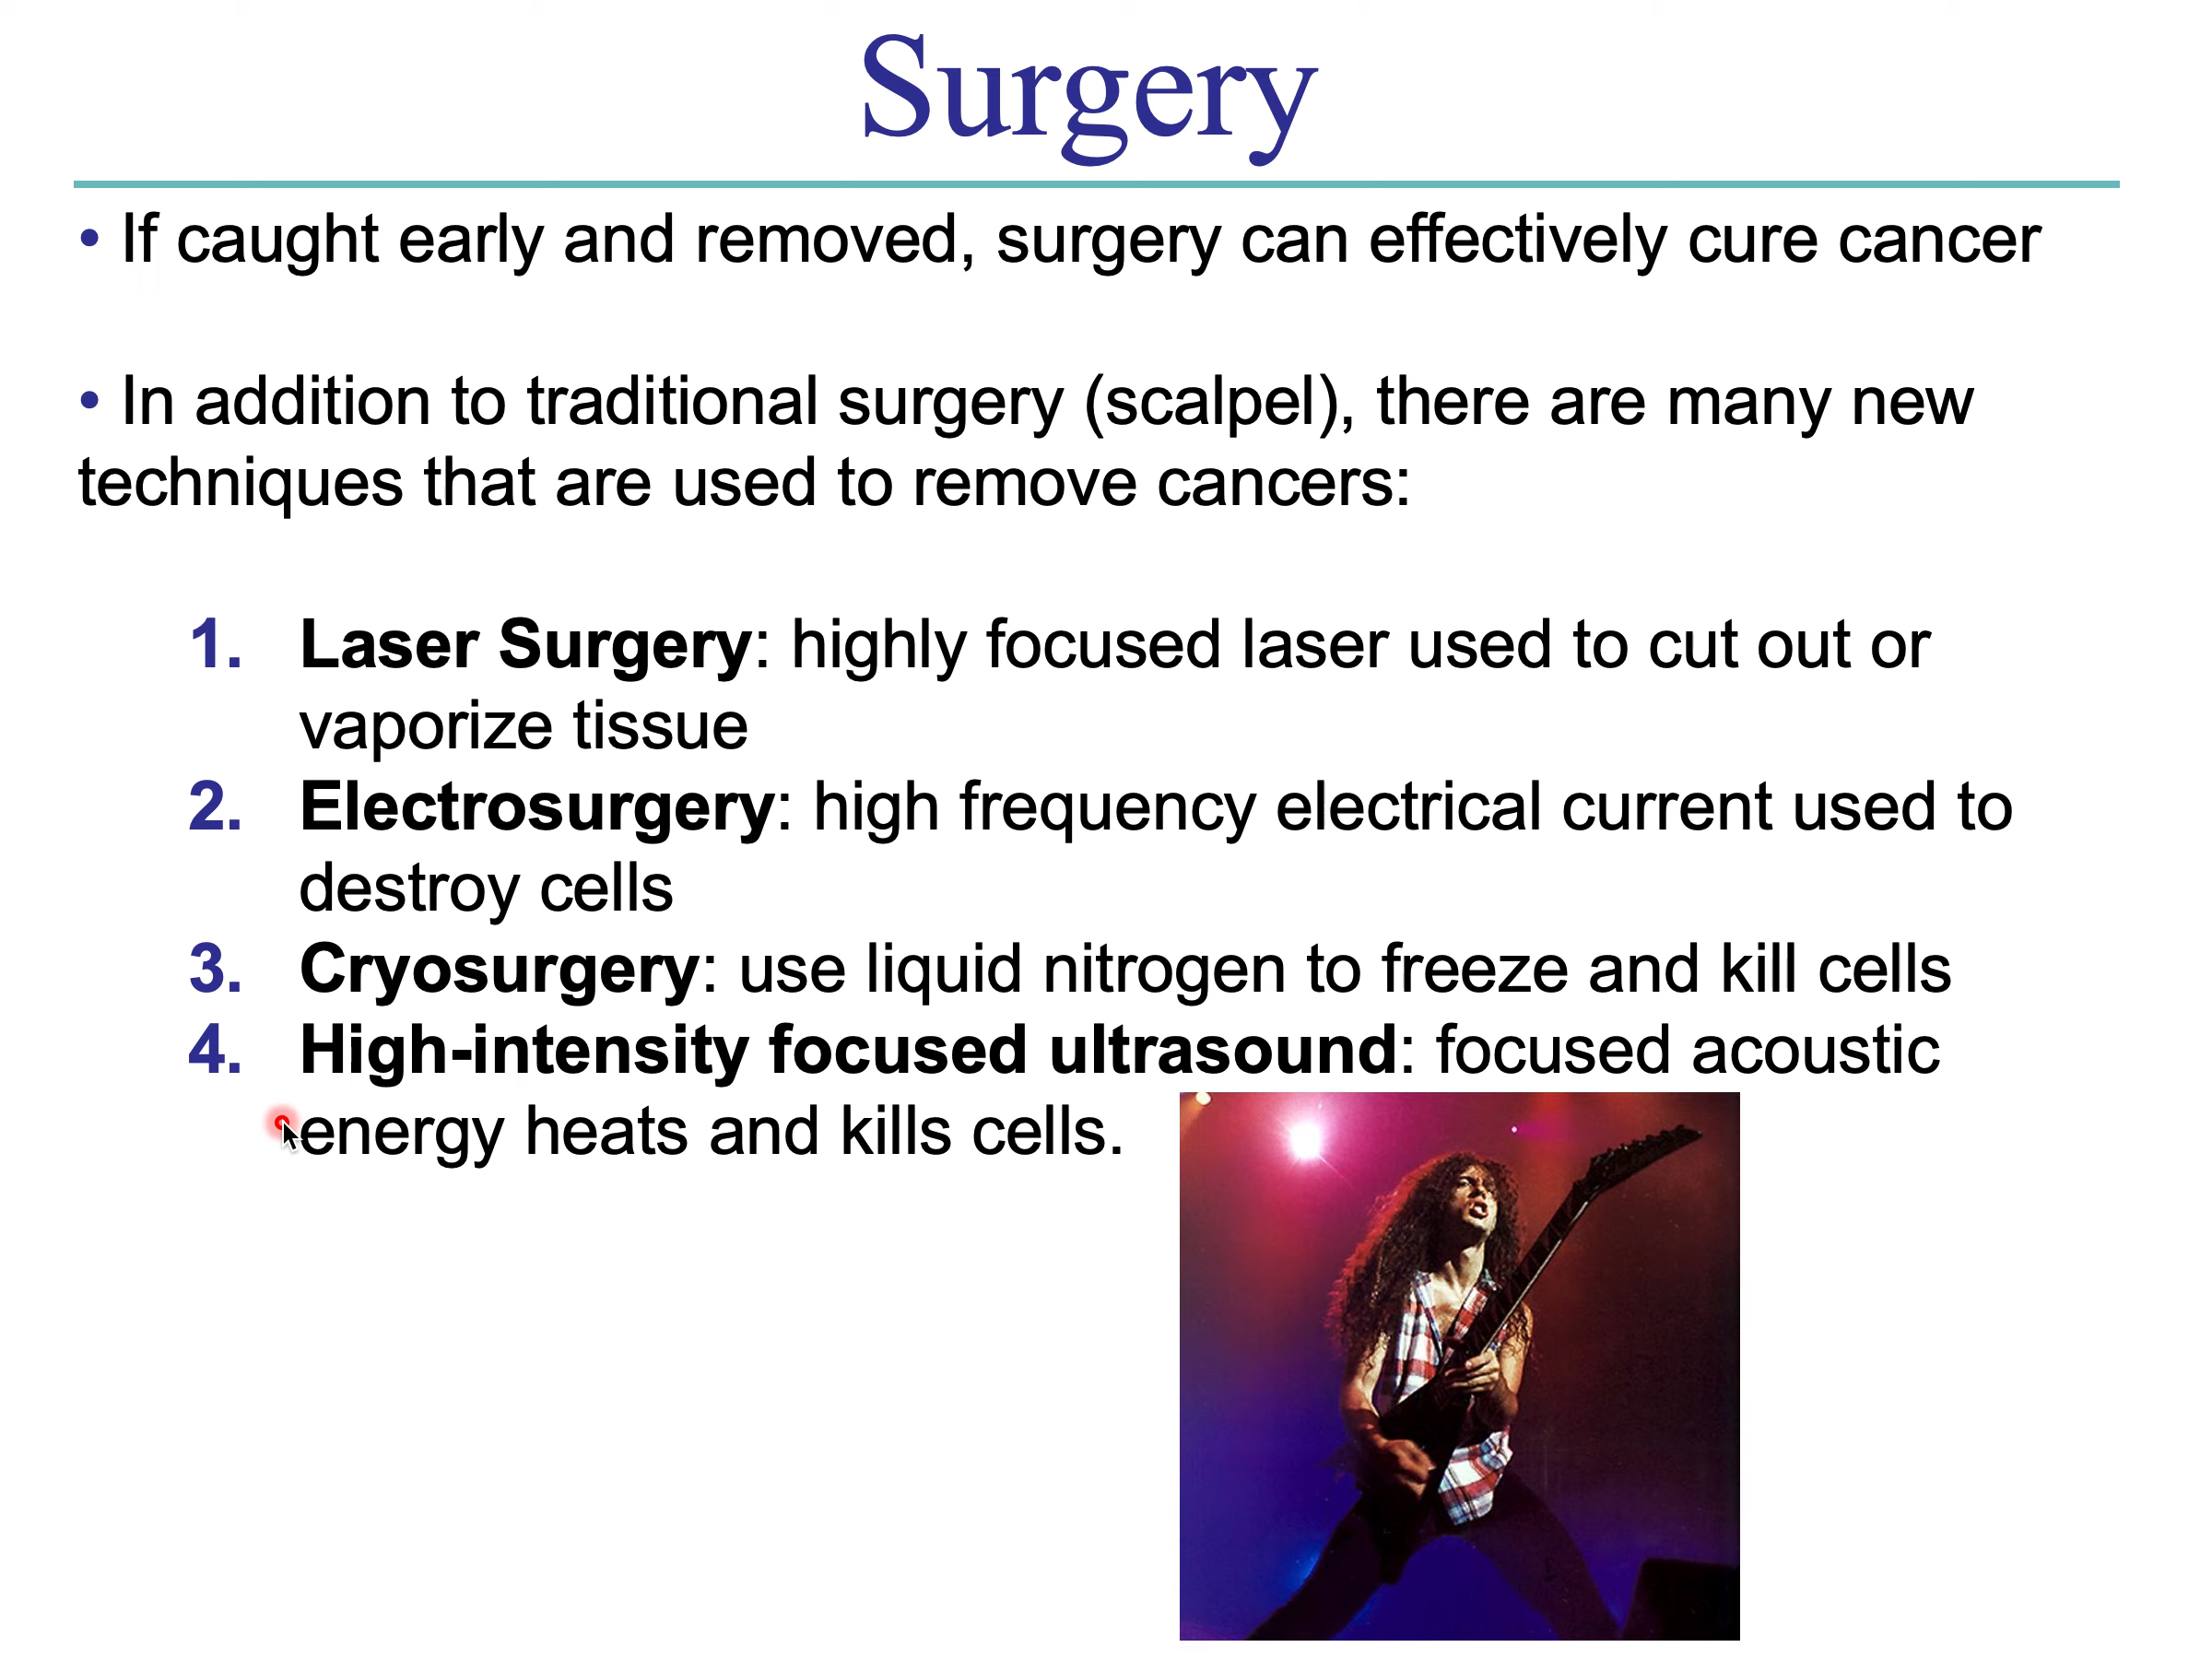 Surgery
• If caught early and removed, surgery can effectively cure cancer
• In addition to traditional surgery (scalpel), there are many new
techniques that are used to remove cancers:
1. Laser Surgery: highly focused laser used to cut out or
vaporize tissue
2. Electrosurgery: high frequency electrical current used to
destroy cells
3. Cryosurgery: use liquid nitrogen to freeze and kill cells
4. High-intensity focused ultrasound: focused acoustic
energy heats and kills cells.